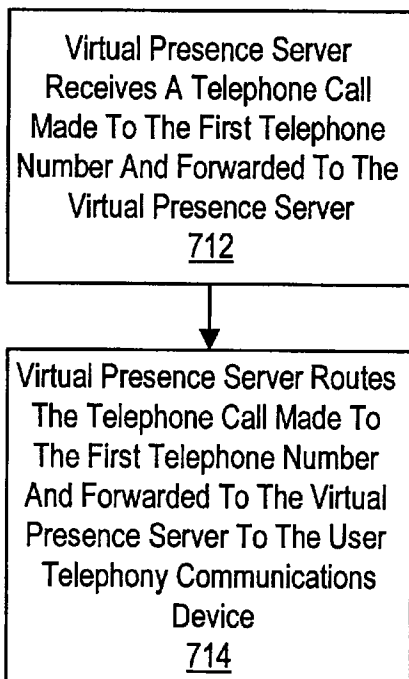 Virtual Presence Server
Receives A Telephone Call
Made To The First Telephone
Number And Forwarded To The
Virtual Presence Server
712
Virtual Presence Server Routes
The Telephone Call Made To
The First Telephone Number
And Forwarded To The Virtual
Presence Server To The User
Telephony Communications
Device
714